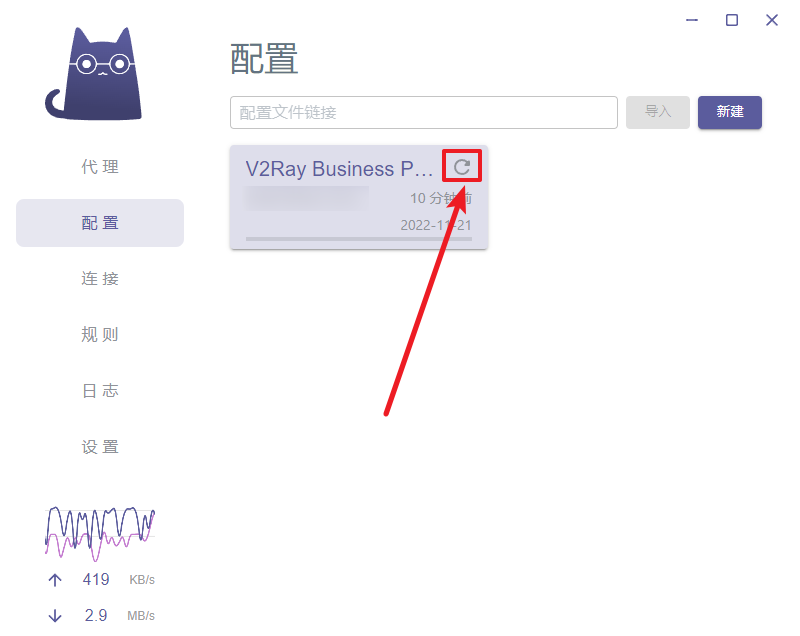 配置
配置文件链接
导入
新建
V2Ray Business P...
10 分钟前
2022-11-21
代理
配置
连接
规则
日志
设置
419 KB/s
2.9 MB/s